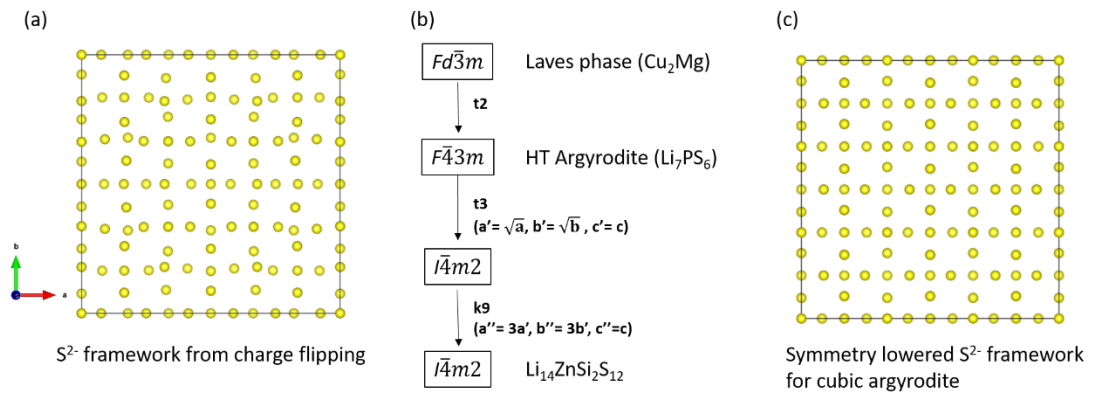 (a)
b
a
S²⁻ framework from charge flipping
(b)
Fd3̅m
Laves phase (Cu₂Mg)
t2
F4̅3m
HT Argyrodite (Li₇PS₆)
t3
(a’= √a, b’= √b , c’= c)
I4̅m2
k9
(a’’= 3a’, b’’= 3b’, c’’=c)
I4̅m2
Li₁₄ZnSi₂S₁₂
(c)
Symmetry lowered S²⁻ framework
for cubic argyrodite